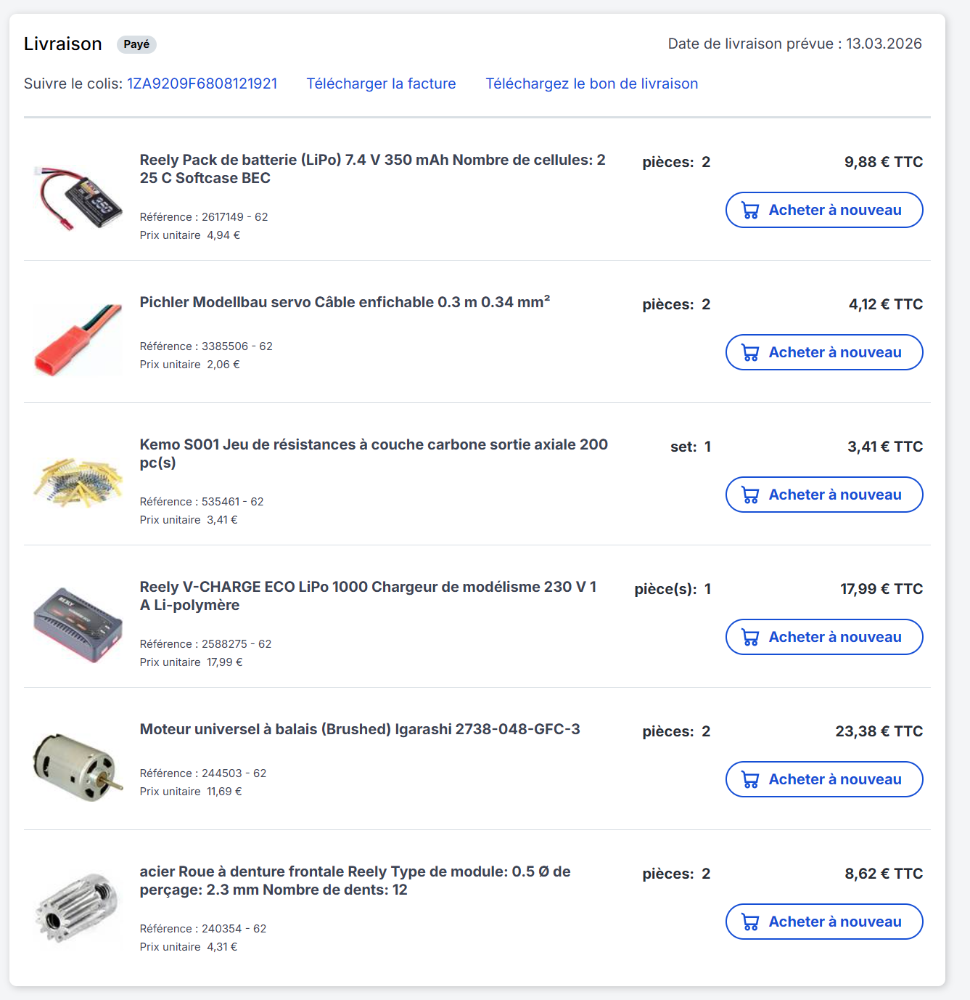 Livraison Payé Date de livraison prévue : 13.03.2026
Suivre le colis: 1ZA9209F6808121921 Télécharger la facture Téléchargez le bon de livraison
Reely Pack de batterie (LiPo) 7.4 V 350 mAh Nombre de cellules: 2 pièces: 2 9,88 € TTC
25 C Softcase BEC
Acheter à nouveau
Référence : 2617149 - 62
Prix unitaire 4,94 €
350
Pichler Modellbau servo Câble enfichable 0.3 m 0.34 mm² pièces: 2 4,12 € TTC
Acheter à nouveau
Référence : 3385506 - 62
Prix unitaire 2,06 €
Kemo S001 Jeu de résistances à couche carbone sortie axiale 200 set: 1 3,41 € TTC
pc(s)
Acheter à nouveau
Référence : 535461 - 62
Prix unitaire 3,41 €
Reely V-CHARGE ECO LiPo 1000 Chargeur de modélisme 230 V 1 pièce(s): 1 17,99 € TTC
A Li-polymère
REELY
Acheter à nouveau
Référence : 2588275 - 62
Prix unitaire 17,99 €
Moteur universel à balais (Brushed) Igarashi 2738-048-GFC-3 pièces: 2 23,38 € TTC
Acheter à nouveau
Référence : 244503 - 62
Prix unitaire 11,69 €
acier Roue à denture frontale Reely Type de module: 0.5 Ø de pièces: 2 8,62 € TTC
perçage: 2.3 mm Nombre de dents: 12
Acheter à nouveau
Référence : 240354 - 62
Prix unitaire 4,31 €